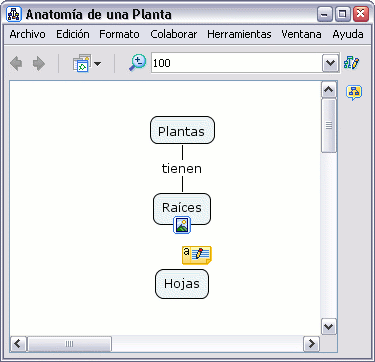 Anatomía de una Planta
Archivo Edición Formato Colaborar Herramientas Ventana Ayuda
100
Plantas
tienen
Raíces
a
Hojas